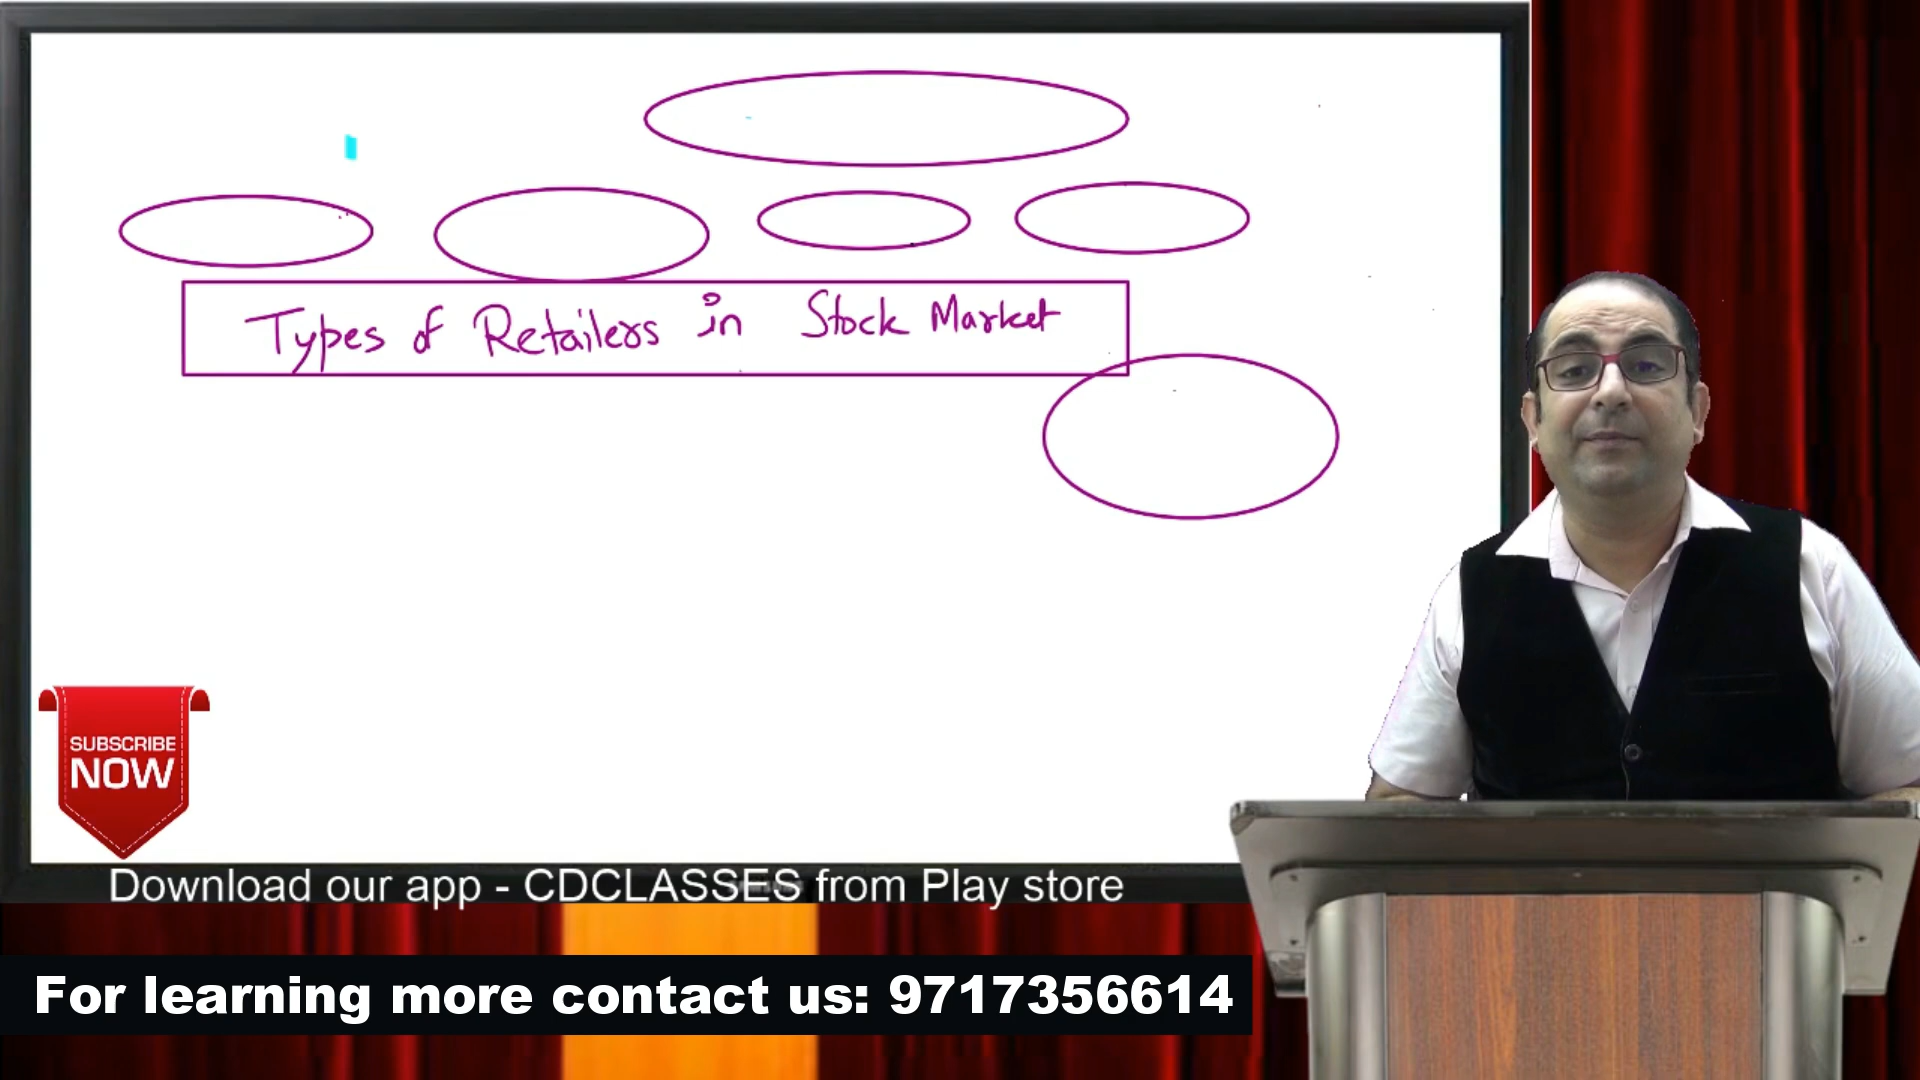 Types of Retailers in Stock Market
SUBSCRIBE
NOW
Download our app - CDCLASSES from Play store
For learning more contact us: 9717356614